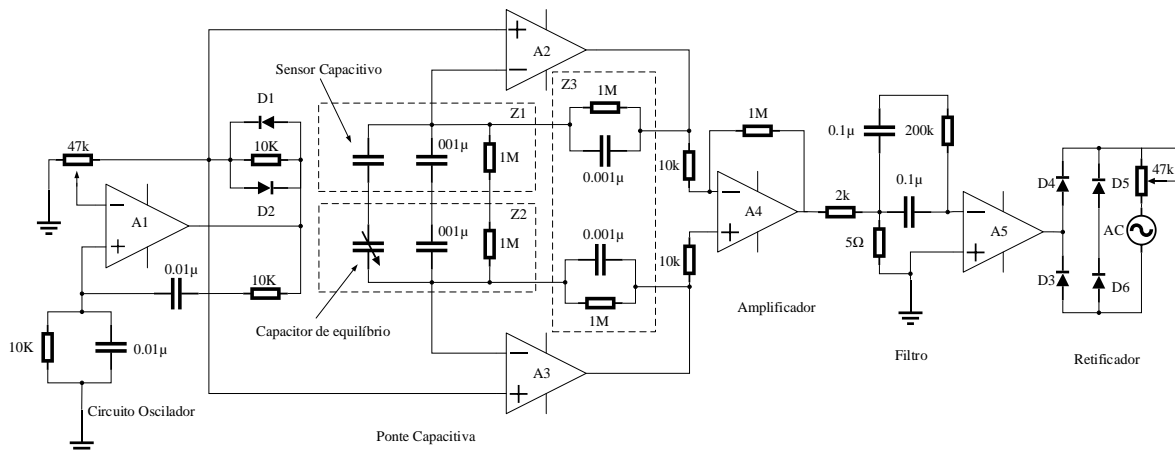 A2
Sensor Capacitivo
Z3
D1
1M
Z1
0.1µ
200k
47k
10K
001µ
1M
1M
0.001µ
10k
D2
0.1µ
D4
D5
47k
A1
Z2
A4
2k
A5
AC
001µ
1M
0.001µ
10k
5Ω
0.01µ
10K
D3
D6
Amplificador
Capacitor de equilíbrio
1M
10K
0.01µ
A3
Filtro
Retificador
Circuito Oscilador
Ponte Capacitiva